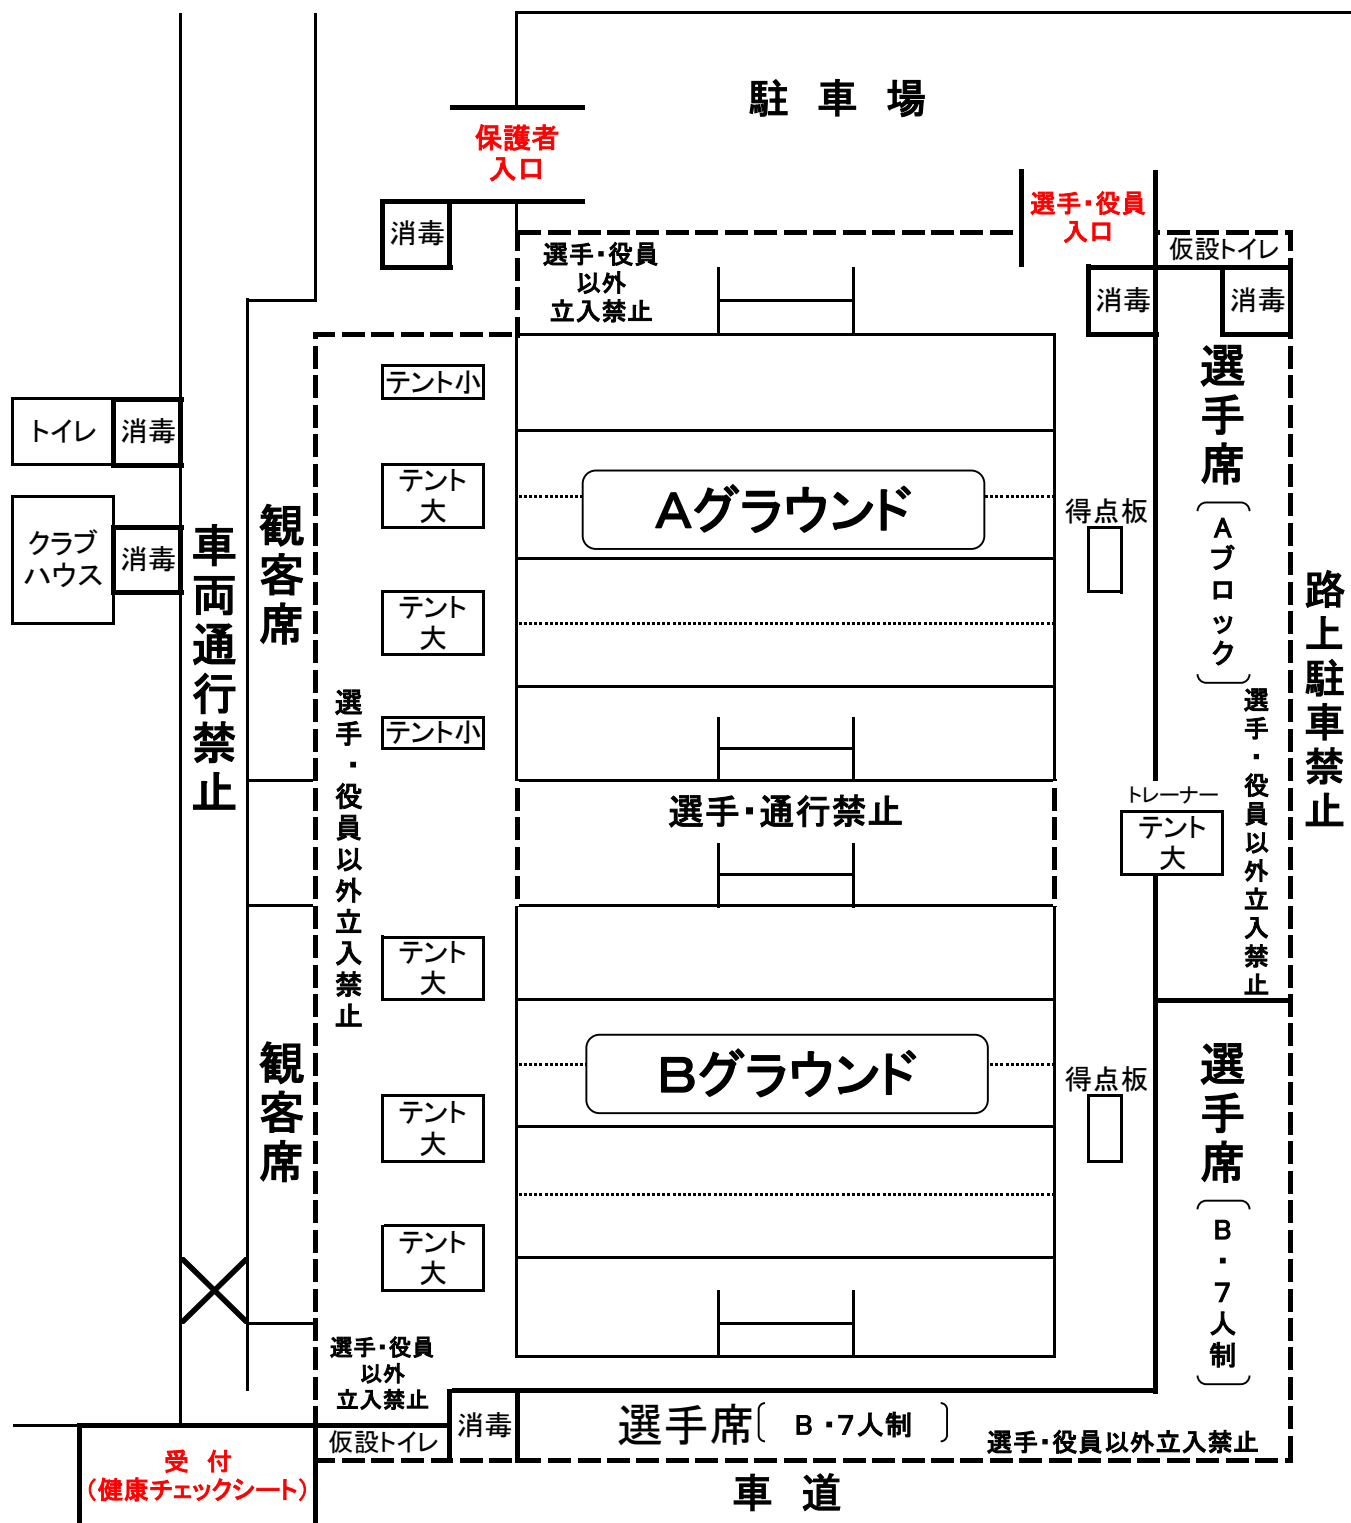 駐 車 場
保護者
入口
選手・役員
入口
消毒
選手・役員
以外
立入禁止
仮設トイレ
消毒
消毒
テント小
選手席
〔Aブロック〕
トイレ
消毒
テント
大
Aグラウンド
得点板
クラブ
ハウス
消毒
車両通行禁止
観客席
テント
大
路上駐車禁止
選手・役員以外立入禁止
テント小
選手・役員以外立入禁止
選手・通行禁止
トレーナー
テント
大
テント
大
観客席
Bグラウンド
得点板
選手席
〔B・7人制〕
テント
大
テント
大
選手・役員
以外
立入禁止
消毒
選手席〔 B・7人制 〕
選手・役員以外立入禁止
仮設トイレ
受 付
(健康チェックシート)
車 道